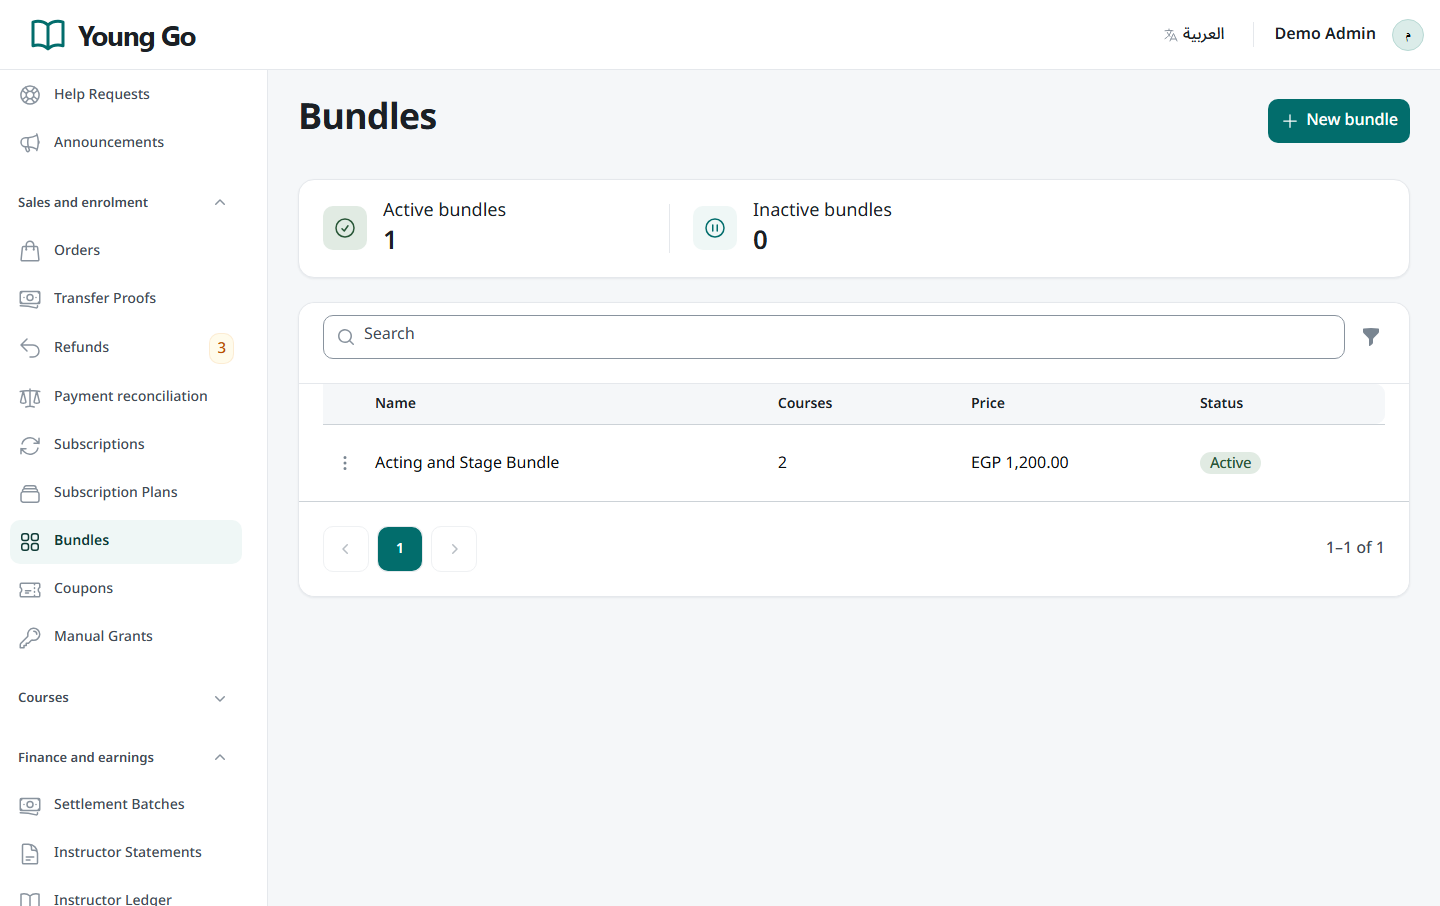 Young Go
العربية
Demo Admin
م
Help Requests
Announcements
Sales and enrolment
Orders
Transfer Proofs
Refunds
3
Payment reconciliation
Subscriptions
Subscription Plans
Bundles
Coupons
Manual Grants
Courses
Finance and earnings
Settlement Batches
Instructor Statements
Instructor Ledger
Bundles
New bundle
Active bundles
1
Inactive bundles
0
Search
Name Courses Price Status
Acting and Stage Bundle 2 EGP 1,200.00 Active
1
1–1 of 1